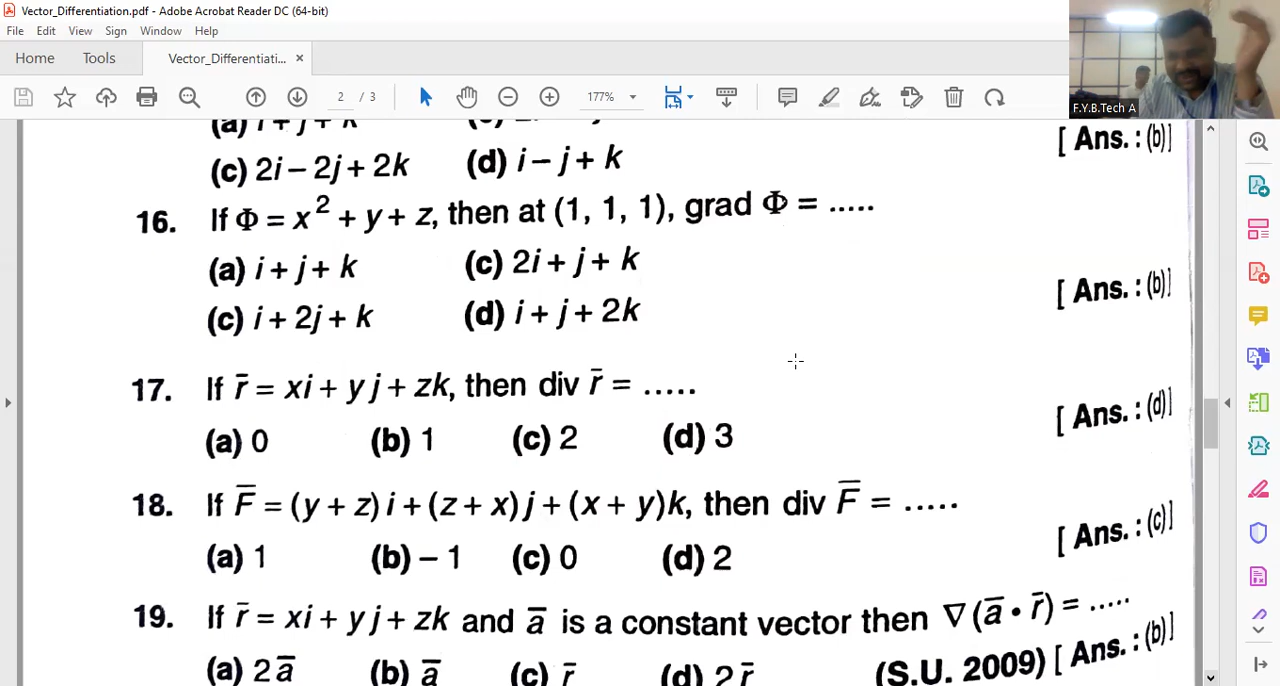 Vector_Differentiation.pdf - Adobe Acrobat Reader DC (64-bit)
File Edit View Sign Window Help
Home Tools Vector_Differentiati... ×
2 / 3 177%
F.Y.B.Tech A
(a) i + j + k
[ Ans. : (b)]
(c) 2i − 2j + 2k (d) i − j + k
16. If Φ = x² + y + z, then at (1, 1, 1), grad Φ = .....
(a) i + j + k (c) 2i + j + k
[ Ans. : (b)]
(c) i + 2j + k (d) i + j + 2k
17. If r̄ = xi + y j + zk, then div r̄ = .....
[ Ans. : (d)]
(a) 0 (b) 1 (c) 2 (d) 3
18. If F̄ = (y + z) i + (z + x) j + (x + y)k, then div F̄ = .....
[ Ans. : (c)]
(a) 1 (b) − 1 (c) 0 (d) 2
19. If r̄ = xi + y j + zk and ā is a constant vector then ∇ (ā • r̄) = .....
(a) 2ā (b) ā (c) r̄ (d) 2r̄ (S.U. 2009) [ Ans. : (b)]